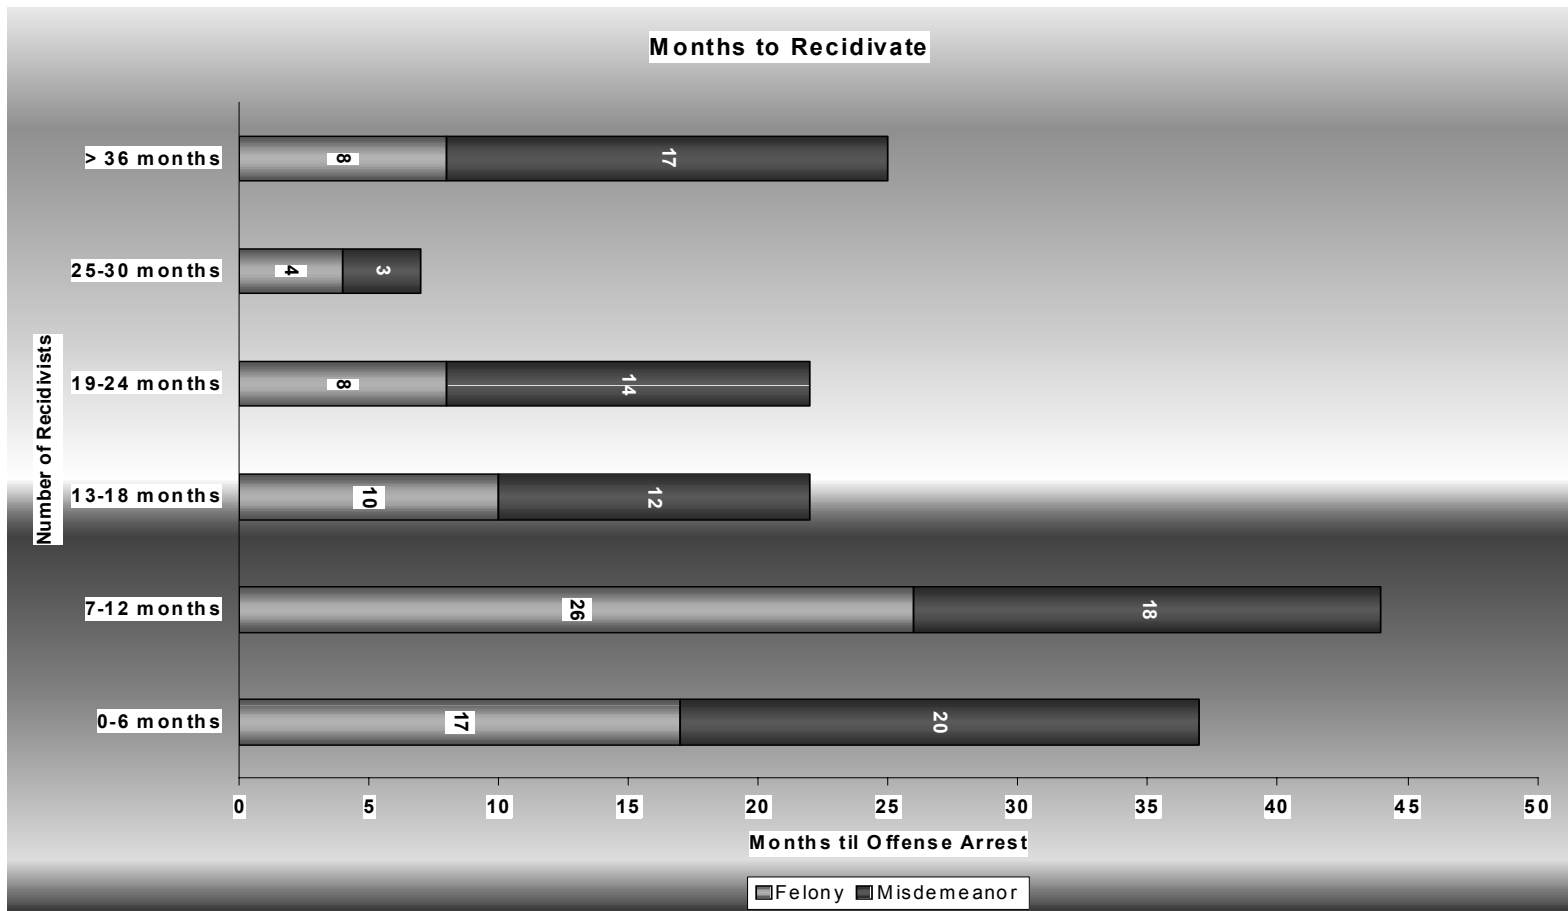 Months to Recidivate
> 36 months
8 17
25-30 months
4 3
19-24 months
8 14
13-18 months
10 12
7-12 months
26 18
0-6 months
17 20
Number of Recidivists
0 5 10 15 20 25 30 35 40 45 50
Months til Offense Arrest
Felony Misdemeanor